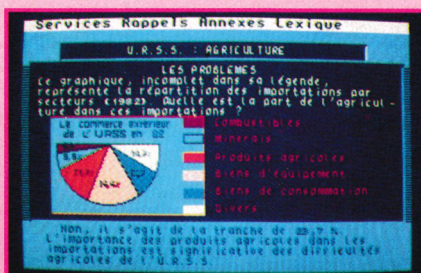 Services Rappels Annexes Lexique
U.R.S.S. : AGRICULTURE
LES PROBLEMES
Ce graphique, incomplet dans sa légende,
représente la répartition des importations par
secteurs (1982). Quelle est la part de l'agricul-
ture dans ces importations ?
Le commerce extérieur
de l'URSS en 82
Combustibles
Minerais
Produits agricoles
Biens d'équipement
Biens de consommation
Divers
Non, il s'agit de la tranche de 23,7 %.
L'importance des produits agricoles dans les
importations est significative des difficultés
agricoles de l'U.R.S.S.